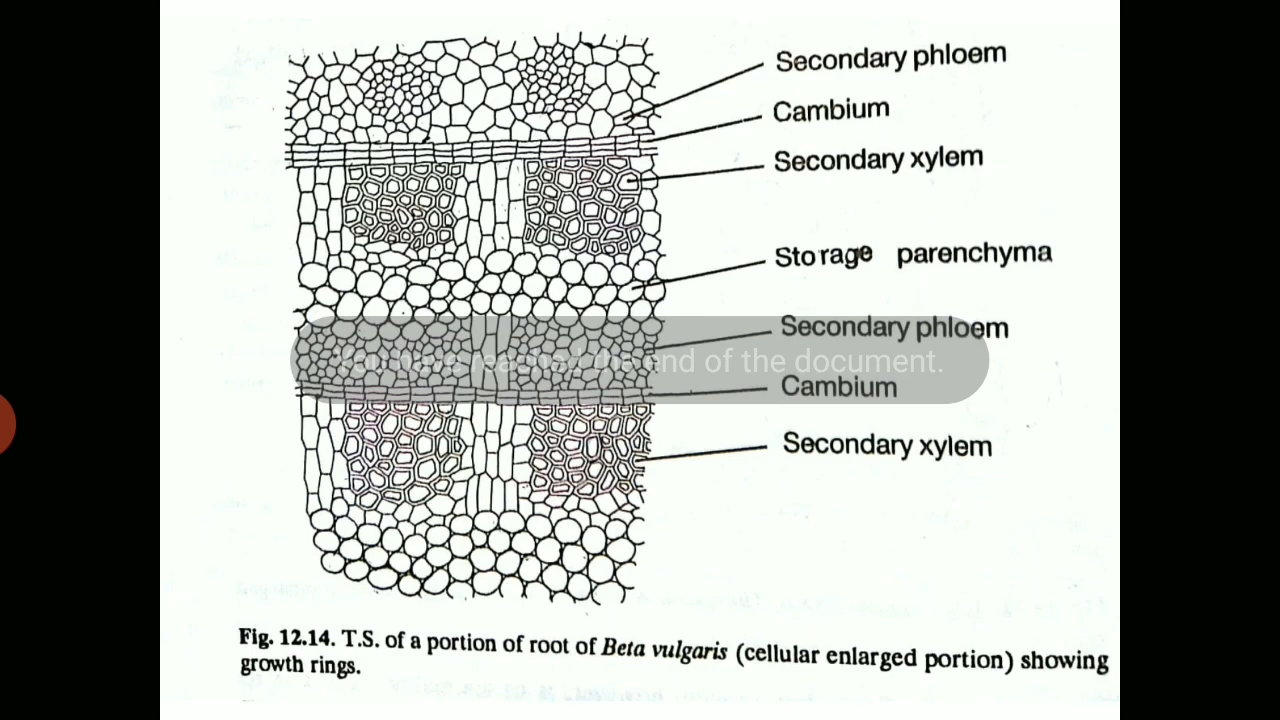 Secondary phloem
Cambium
Secondary xylem
Storage parenchyma
Secondary phloem
You have reached the end of the document.
Cambium
Secondary xylem
Fig. 12.14. T.S. of a portion of root of Beta vulgaris (cellular enlarged portion) showing
growth rings.